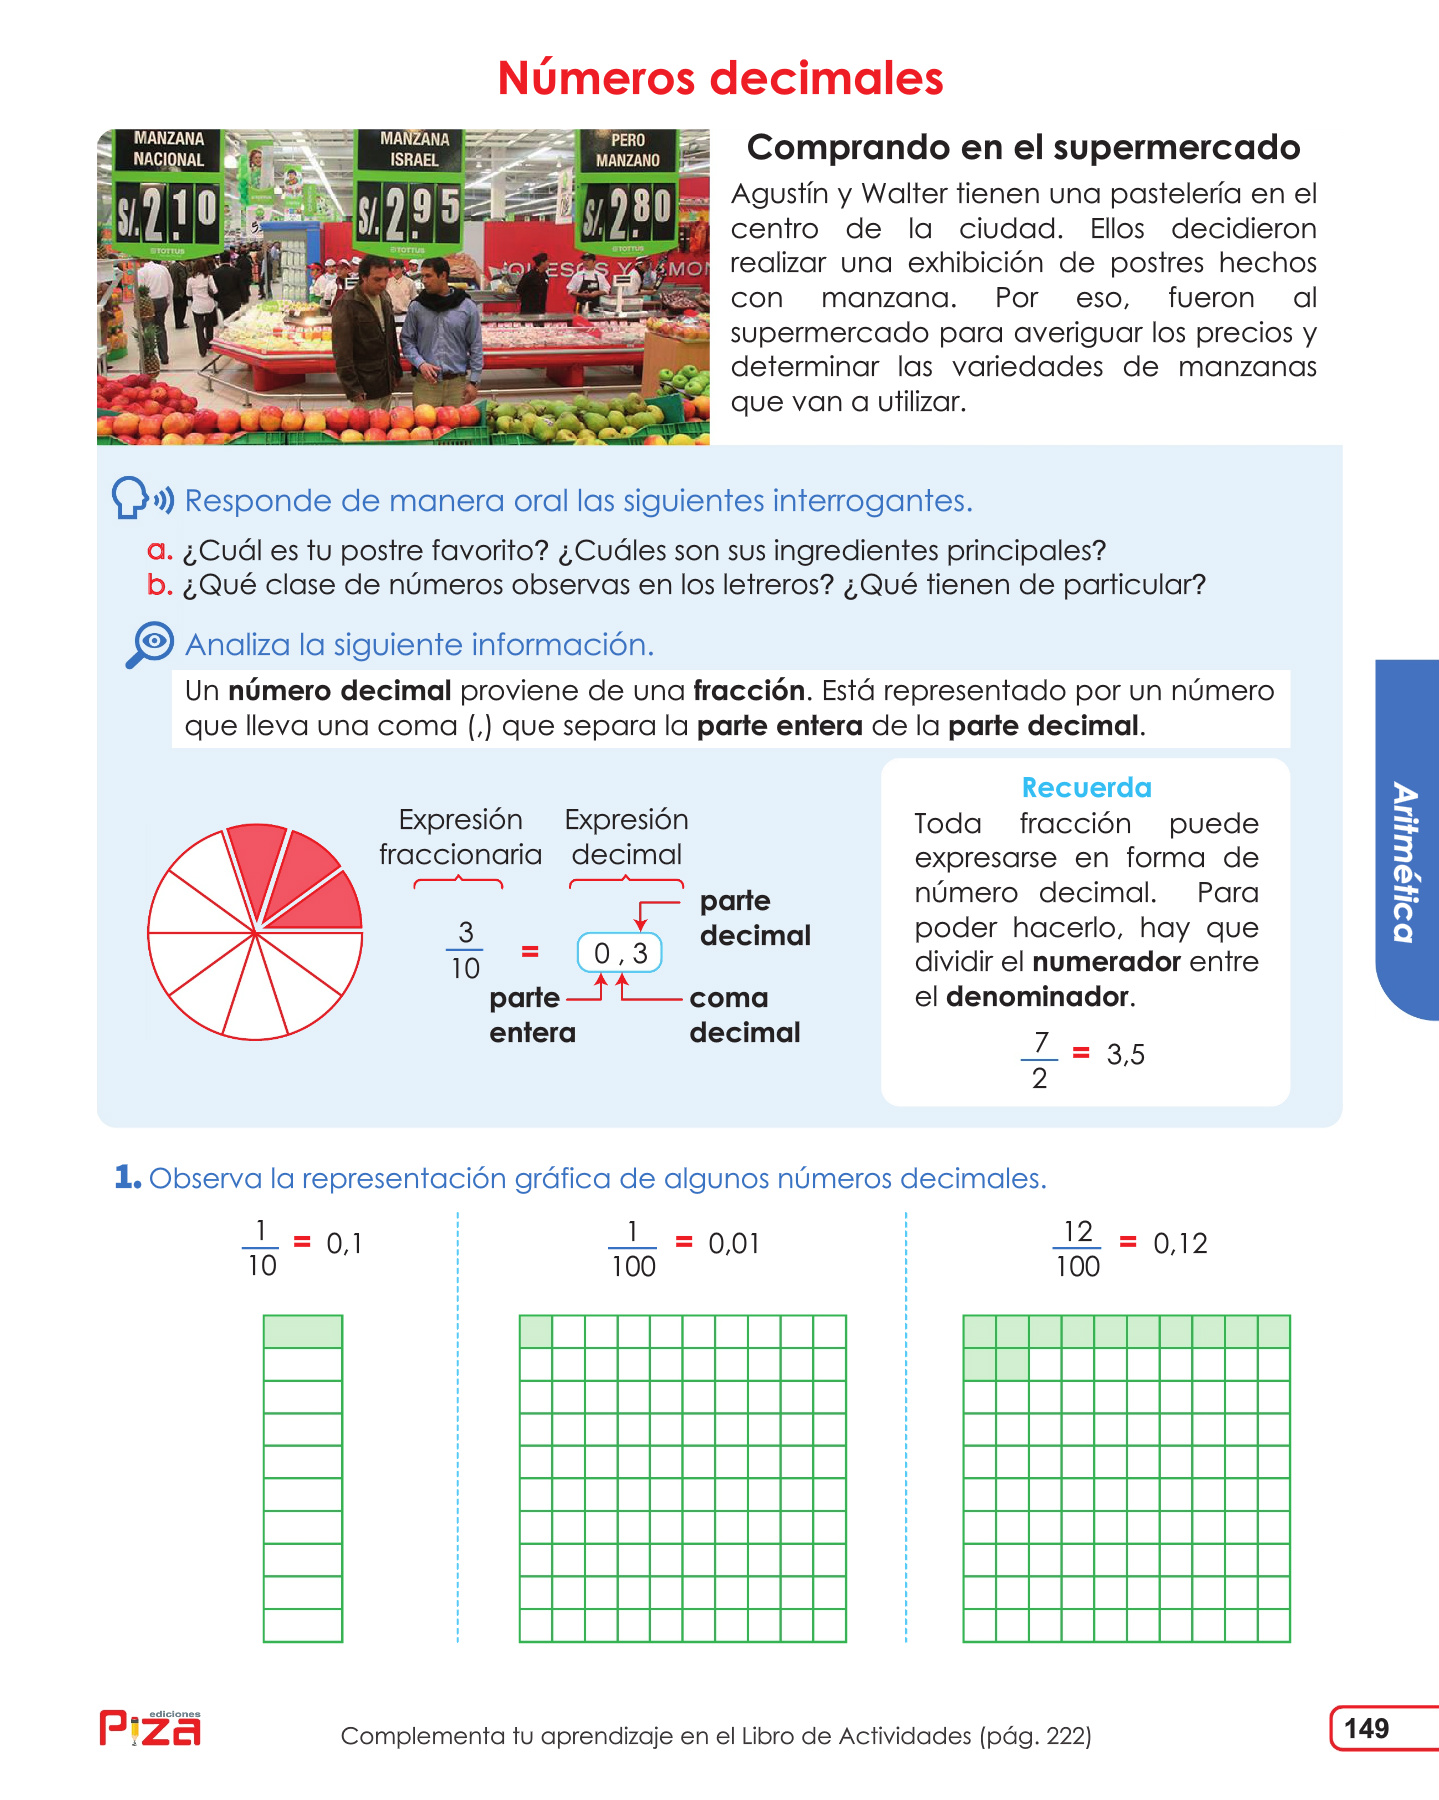 Números decimales
MANZANA
NACIONAL
S/. 2.10
TOTTUS
MANZANA
ISRAEL
S/. 2.95
TOTTUS
PERO
MANZANO
S/. 2.80
TOTTUS
Comprando en el supermercado
Agustín y Walter tienen una pastelería en el
centro de la ciudad. Ellos decidieron
realizar una exhibición de postres hechos
con manzana. Por eso, fueron al
supermercado para averiguar los precios y
determinar las variedades de manzanas
que van a utilizar.
Responde de manera oral las siguientes interrogantes.
a. ¿Cuál es tu postre favorito? ¿Cuáles son sus ingredientes principales?
b. ¿Qué clase de números observas en los letreros? ¿Qué tienen de particular?
Analiza la siguiente información.
Un número decimal proviene de una fracción. Está representado por un número
que lleva una coma (,) que separa la parte entera de la parte decimal.
Expresión
fraccionaria
Expresión
decimal
3/10 = 0,3
parte
decimal
parte
entera
coma
decimal
Recuerda
Toda fracción puede
expresarse en forma de
número decimal. Para
poder hacerlo, hay que
dividir el numerador entre
el denominador.
7/2 = 3,5
Aritmética
1. Observa la representación gráfica de algunos números decimales.
1/10 = 0,1
1/100 = 0,01
12/100 = 0,12
Piza ediciones
Complementa tu aprendizaje en el Libro de Actividades (pág. 222)
149